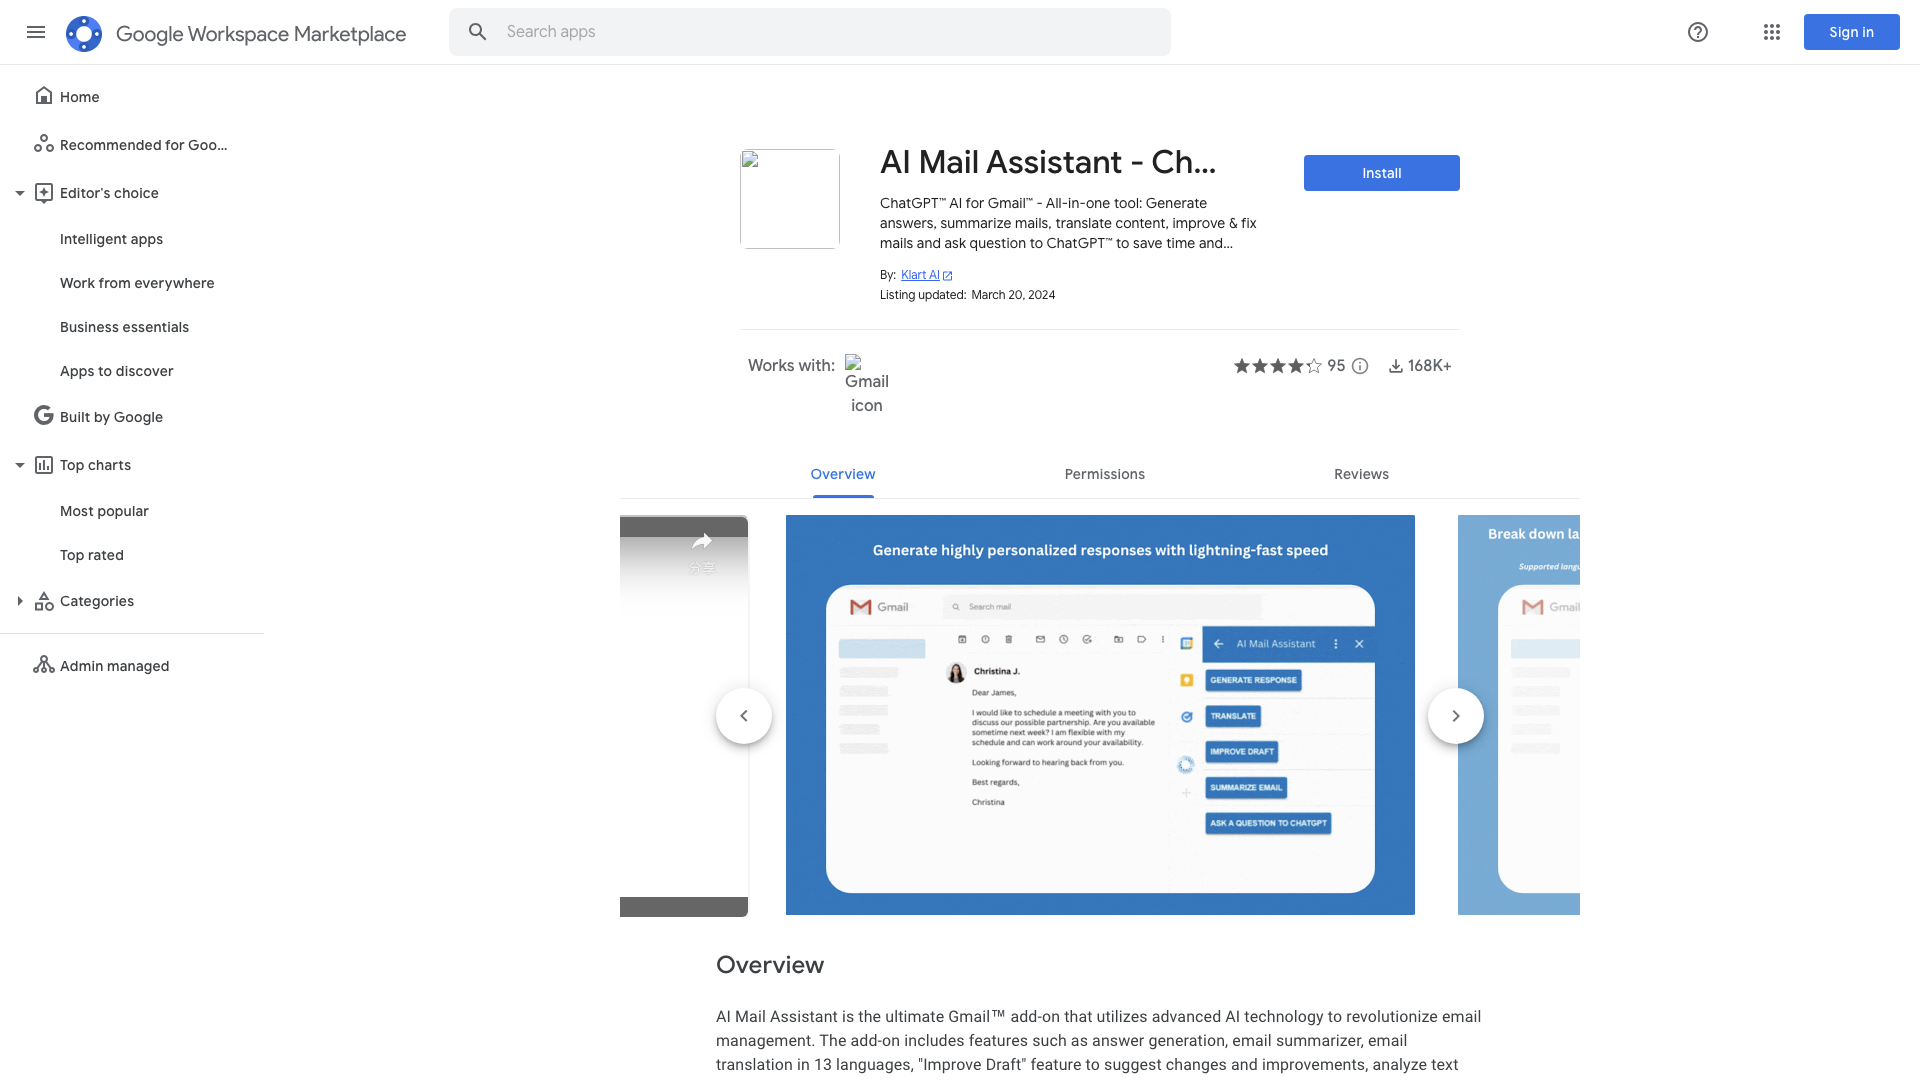 Google Workspace Marketplace
Search apps
Sign in
Home
Recommended for Goo...
Editor's choice
Intelligent apps
Work from everywhere
Business essentials
Apps to discover
Built by Google
Top charts
Most popular
Top rated
Categories
Admin managed
AI Mail Assistant - Ch...
Install
ChatGPT™ AI for Gmail™ - All-in-one tool: Generate
answers, summarize mails, translate content, improve & fix
mails and ask question to ChatGPT™ to save time and...
By: Klart AI
Listing updated: March 20, 2024
Works with:
Gmail
icon
95
168K+
Overview
Permissions
Reviews
分享
Generate highly personalized responses with lightning-fast speed
Gmail
Search mail
AI Mail Assistant
Christina J.
Dear James,
I would like to schedule a meeting with you to
discuss our possible partnership. Are you available
sometime next week? I am flexible with my
schedule and can work around your availability.
Looking forward to hearing back from you.
Best regards,
Christina
GENERATE RESPONSE
TRANSLATE
IMPROVE DRAFT
SUMMARIZE EMAIL
ASK A QUESTION TO CHATGPT
Break down la
Supported langu
Gmai
Overview
AI Mail Assistant is the ultimate Gmail™ add-on that utilizes advanced AI technology to revolutionize email
management. The add-on includes features such as answer generation, email summarizer, email
translation in 13 languages, "Improve Draft" feature to suggest changes and improvements, analyze text